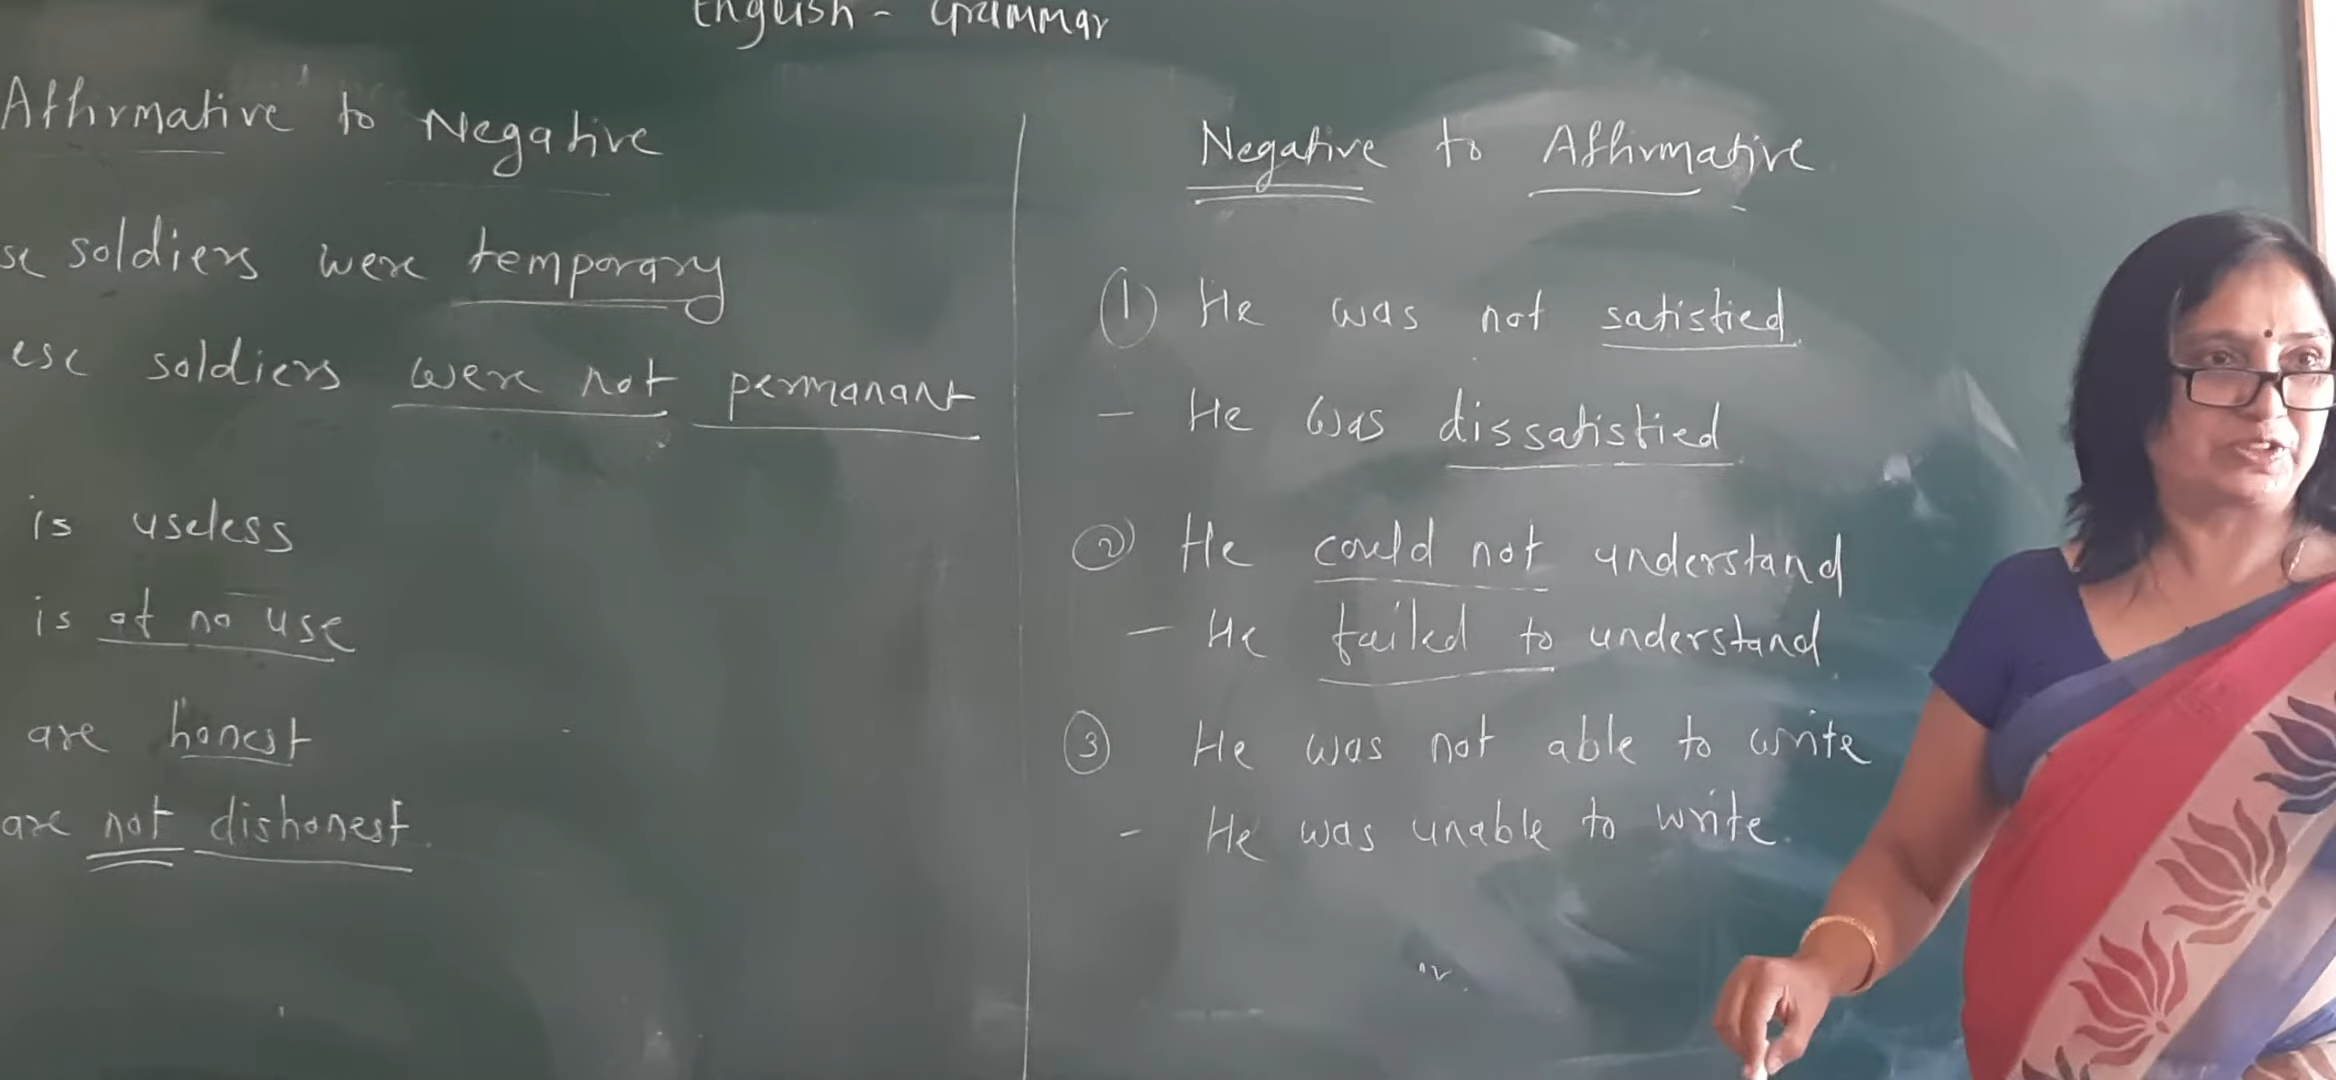 English - Grammar
Affirmative to Negative
se soldiers were temporary
ese soldiers were not permanant
is useless
is of no use
are honest
are not dishonest.
Negative to Affirmative
① He was not satisfied.
- He was dissatisfied
② He could not understand
- He failed to understand.
③ He was not able to write
- He was unable to write.